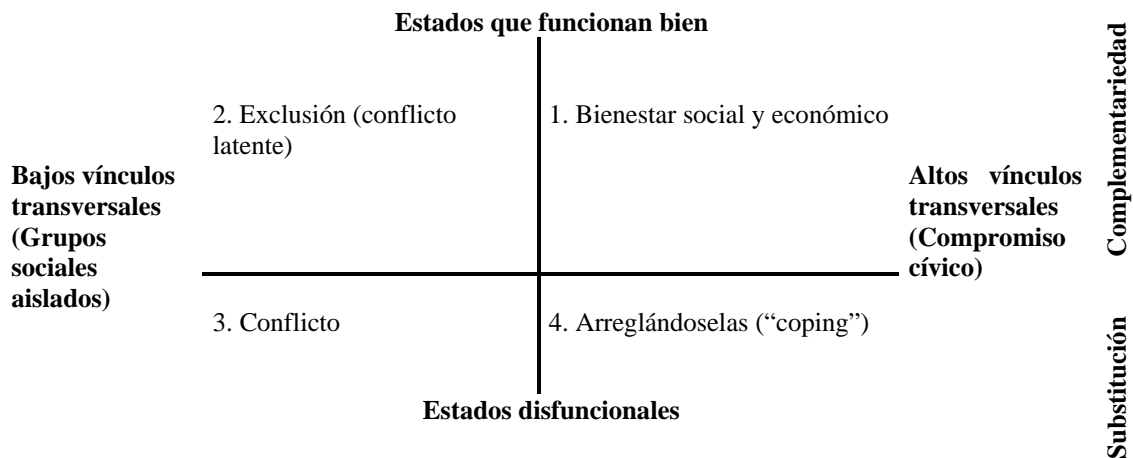 Estados que funcionan bien
Complementariedad
2. Exclusión (conflicto
latente)
1. Bienestar social y económico
Bajos vínculos
transversales
(Grupos
sociales
aislados)
Altos vínculos
transversales
(Compromiso
cívico)
3. Conflicto
4. Arreglándoselas (“coping”)
Substitución
Estados disfuncionales